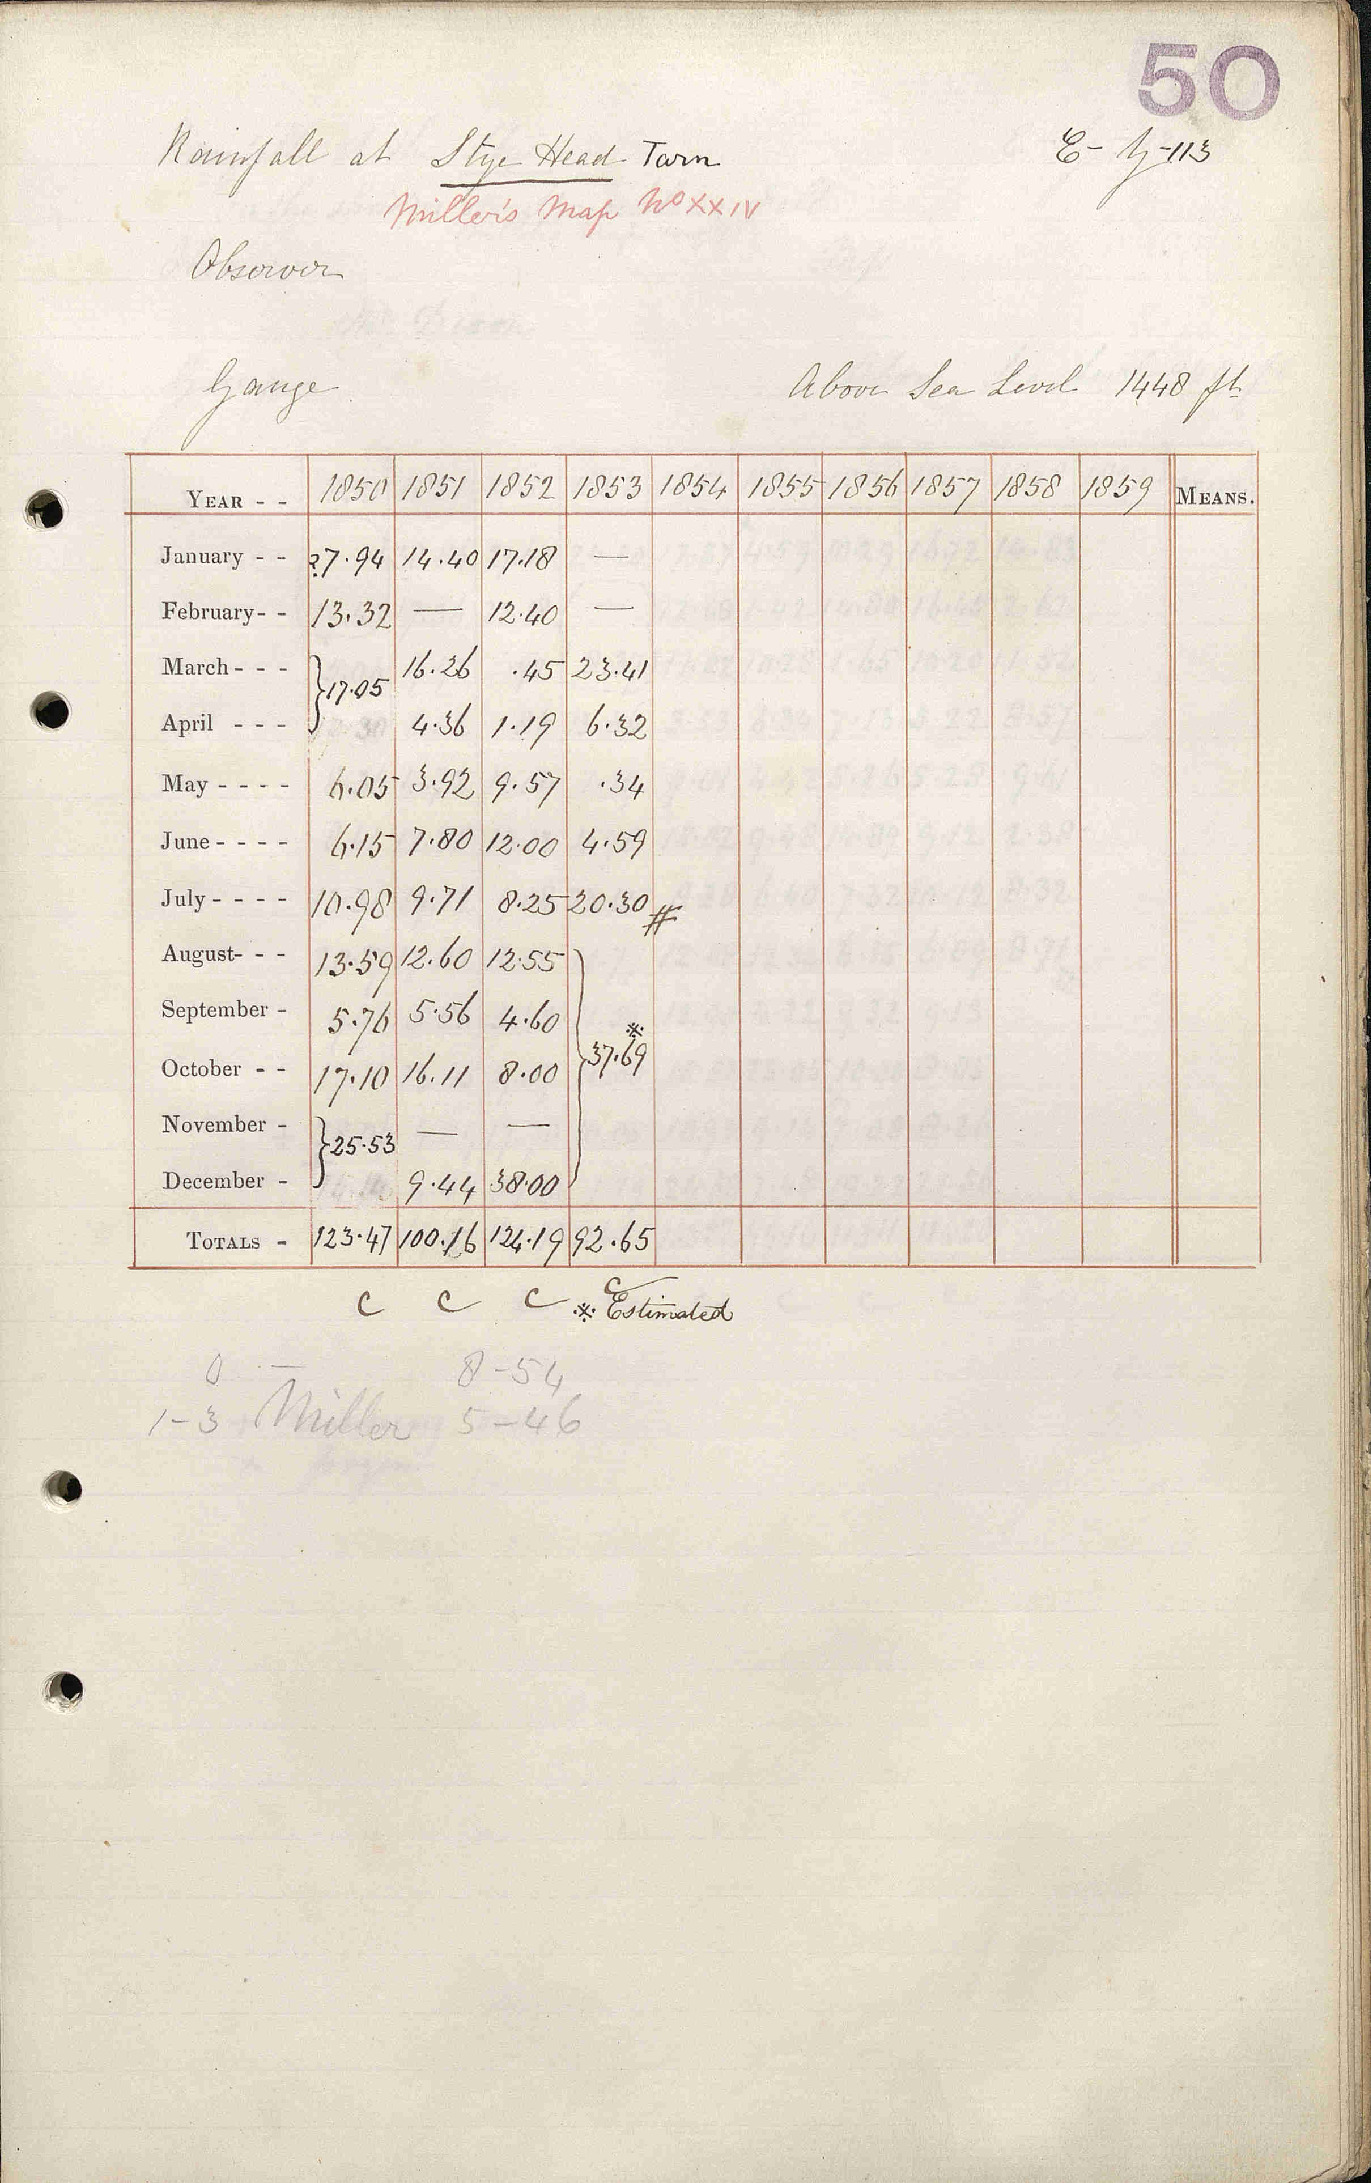 50
Rainfall at Stye Head Tarn
E- 113
Miller's Map No XXIV
Observer
Gauge
Above Sea Level 1448 ft
YEAR - - 1850 1851 1852 1853 1854 1855 1856 1857 1858 1859 MEANS.
January - - 27.94 14.40 17.18 —
February- - 13.32 — 12.40 —
March - - - } 17.05 16.26 .45 23.41
April - - - 4.36 1.19 6.32
May - - - - 6.05 3.92 9.57 .34
June - - - - 6.15 7.80 12.00 4.59
July - - - - 10.98 9.71 8.25 20.30 #
August- - - 13.59 12.60 12.55 }
September - 5.76 5.56 4.60 ※
October - - 17.10 16.11 8.00 37.69
November - } 25.53 — —
December - 9.44 38.00
TOTALS - 123.47 100.16 124.19 92.65
C C C C
※ Estimated
0 — 8-54
1-3 Miller 5-46